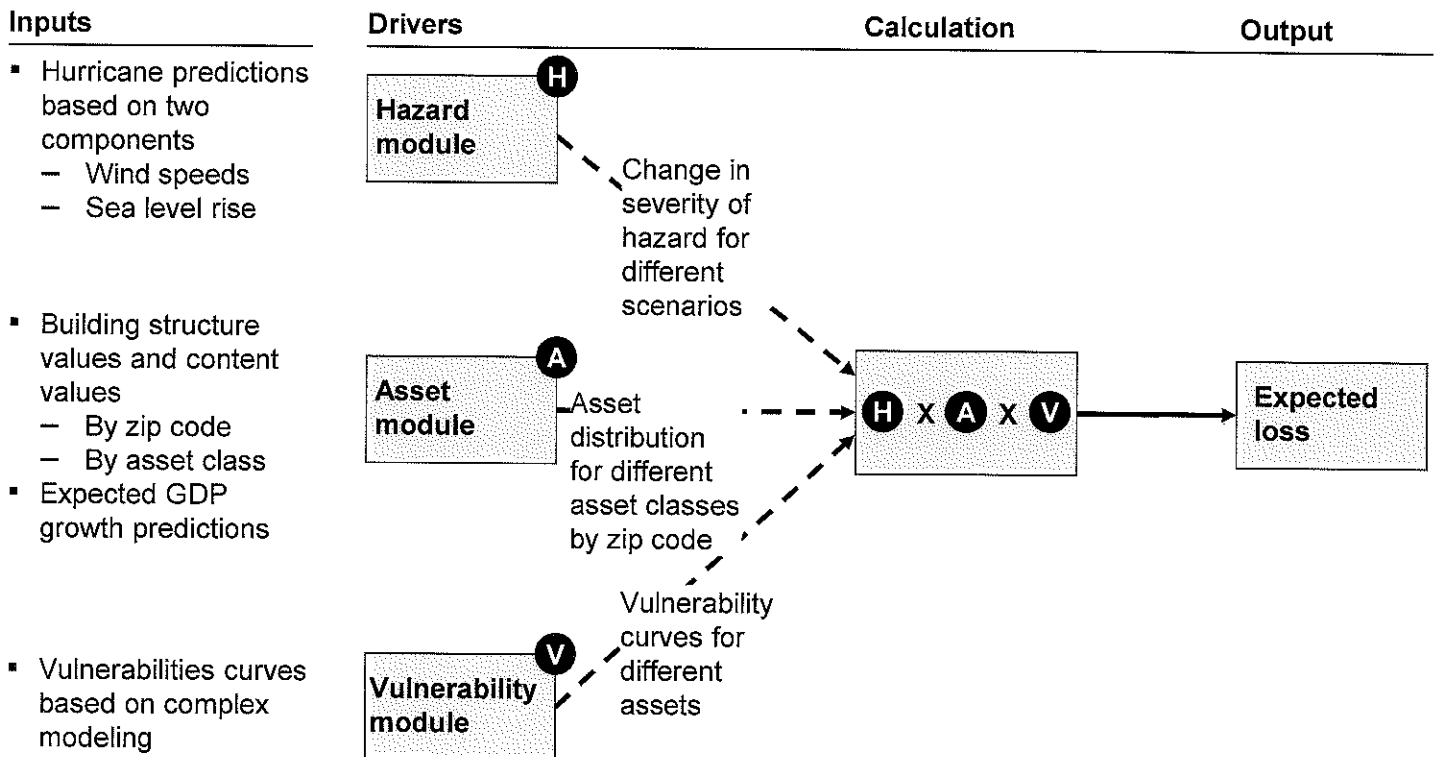 Inputs
Drivers
Calculation
Output
▪ Hurricane predictions
based on two
components
– Wind speeds
– Sea level rise
▪ Building structure
values and content
values
– By zip code
– By asset class
▪ Expected GDP
growth predictions
▪ Vulnerabilities curves
based on complex
modeling
H
Hazard
module
Change in
severity of
hazard for
different
scenarios
A
Asset
module
Asset
distribution
for different
asset classes
by zip code
V
Vulnerability
module
Vulnerability
curves for
different
assets
H X A X V
Expected
loss